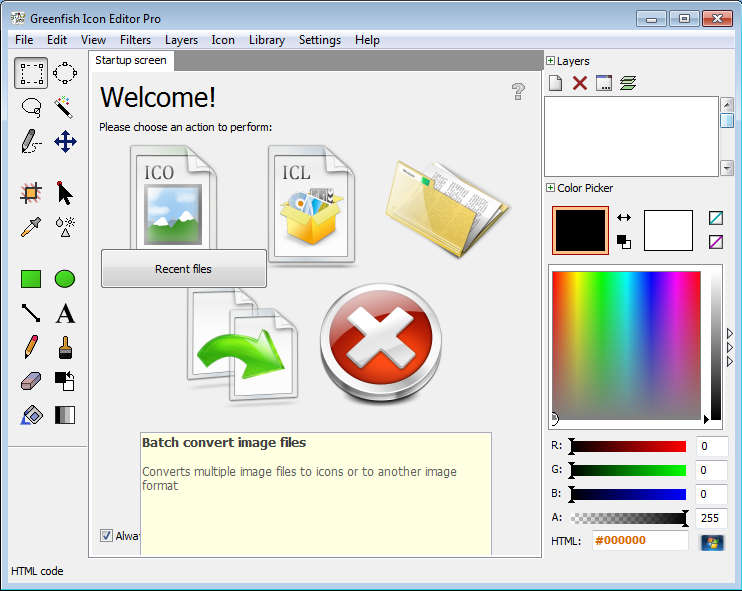 Greenfish Icon Editor Pro
File Edit View Filters Layers Icon Library Settings Help
Startup screen
Layers
Welcome!
?
Please choose an action to perform:
ICO
ICL
Color Picker
Recent files
Batch convert image files
Converts multiple image files to icons or to another image
format
Alwa
A
R: 0
G: 0
B: 0
A: 255
HTML: #000000
HTML code